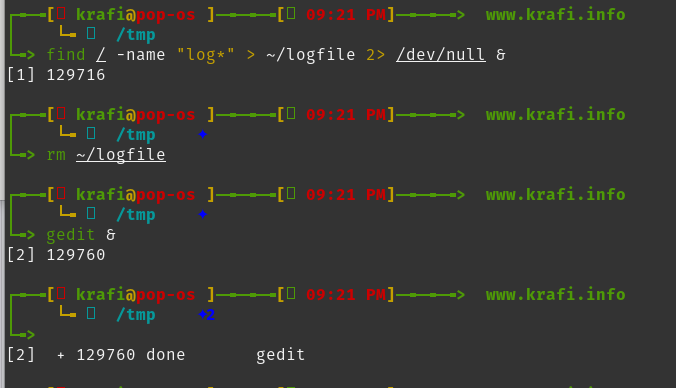 [ krafi@pop-os ]——————[ 09:21 PM]——————> www.krafi.info
/tmp
find / -name "log*" > ~/logfile 2> /dev/null &
[1] 129716
[ krafi@pop-os ]——————[ 09:21 PM]——————> www.krafi.info
/tmp ✦
rm ~/logfile
[ krafi@pop-os ]——————[ 09:21 PM]——————> www.krafi.info
/tmp ✦
gedit &
[2] 129760
[ krafi@pop-os ]——————[ 09:21 PM]——————> www.krafi.info
/tmp ✦2
[2] + 129760 done gedit